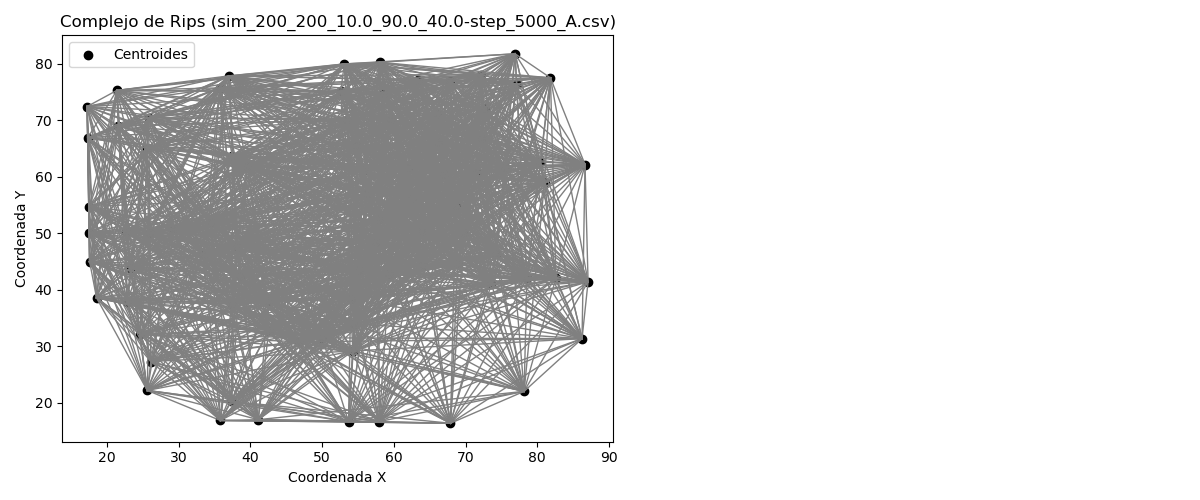 Complejo de Rips (sim_200_200_10.0_90.0_40.0-step_5000_A.csv)
Centroides
80
70
60
50
40
30
20
Coordenada Y
20 30 40 50 60 70 80 90
Coordenada X